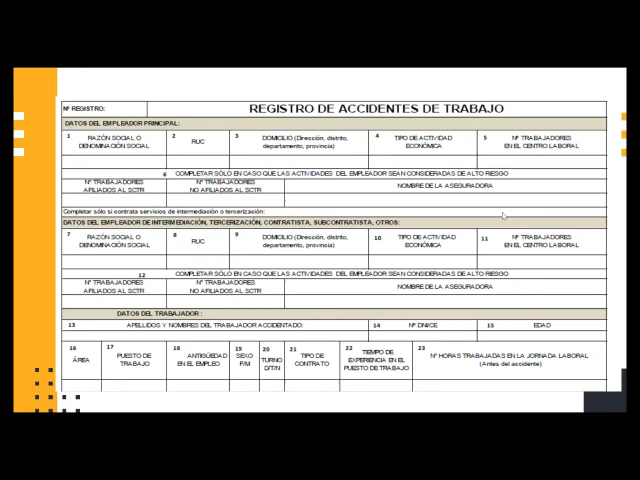 Nº REGISTRO: REGISTRO DE ACCIDENTES DE TRABAJO
DATOS DEL EMPLEADOR PRINCIPAL:
1 RAZÓN SOCIAL O DENOMINACIÓN SOCIAL
2 RUC
3 DOMICILIO (Dirección, distrito, departamento, provincia)
4 TIPO DE ACTIVIDAD ECONÓMICA
5 Nº TRABAJADORES EN EL CENTRO LABORAL
6 COMPLETAR SÓLO EN CASO QUE LAS ACTIVIDADES DEL EMPLEADOR SEAN CONSIDERADAS DE ALTO RIESGO
Nº TRABAJADORES AFILIADOS AL SCTR
Nº TRABAJADORES NO AFILIADOS AL SCTR
NOMBRE DE LA ASEGURADORA
Completar sólo si contrata servicios de intermediación o tercerización:
DATOS DEL EMPLEADOR DE INTERMEDIACIÓN, TERCERIZACIÓN, CONTRATISTA, SUBCONTRATISTA, OTROS:
7 RAZÓN SOCIAL O DENOMINACIÓN SOCIAL
8 RUC
9 DOMICILIO (Dirección, distrito, departamento, provincia)
10 TIPO DE ACTIVIDAD ECONÓMICA
11 Nº TRABAJADORES EN EL CENTRO LABORAL
12 COMPLETAR SÓLO EN CASO QUE LAS ACTIVIDADES DEL EMPLEADOR SEAN CONSIDERADAS DE ALTO RIESGO
Nº TRABAJADORES AFILIADOS AL SCTR
Nº TRABAJADORES NO AFILIADOS AL SCTR
NOMBRE DE LA ASEGURADORA
DATOS DEL TRABAJADOR :
13 APELLIDOS Y NOMBRES DEL TRABAJADOR ACCIDENTADO:
14 Nº DNI/CE
15 EDAD
16 ÁREA
17 PUESTO DE TRABAJO
18 ANTIGÜEDAD EN EL EMPLEO
19 SEXO F/M
20 TURNO D/T/N
21 TIPO DE CONTRATO
22 TIEMPO DE EXPERIENCIA EN EL PUESTO DE TRABAJO
23 Nº HORAS TRABAJADAS EN LA JORNADA LABORAL (Antes del accidente)